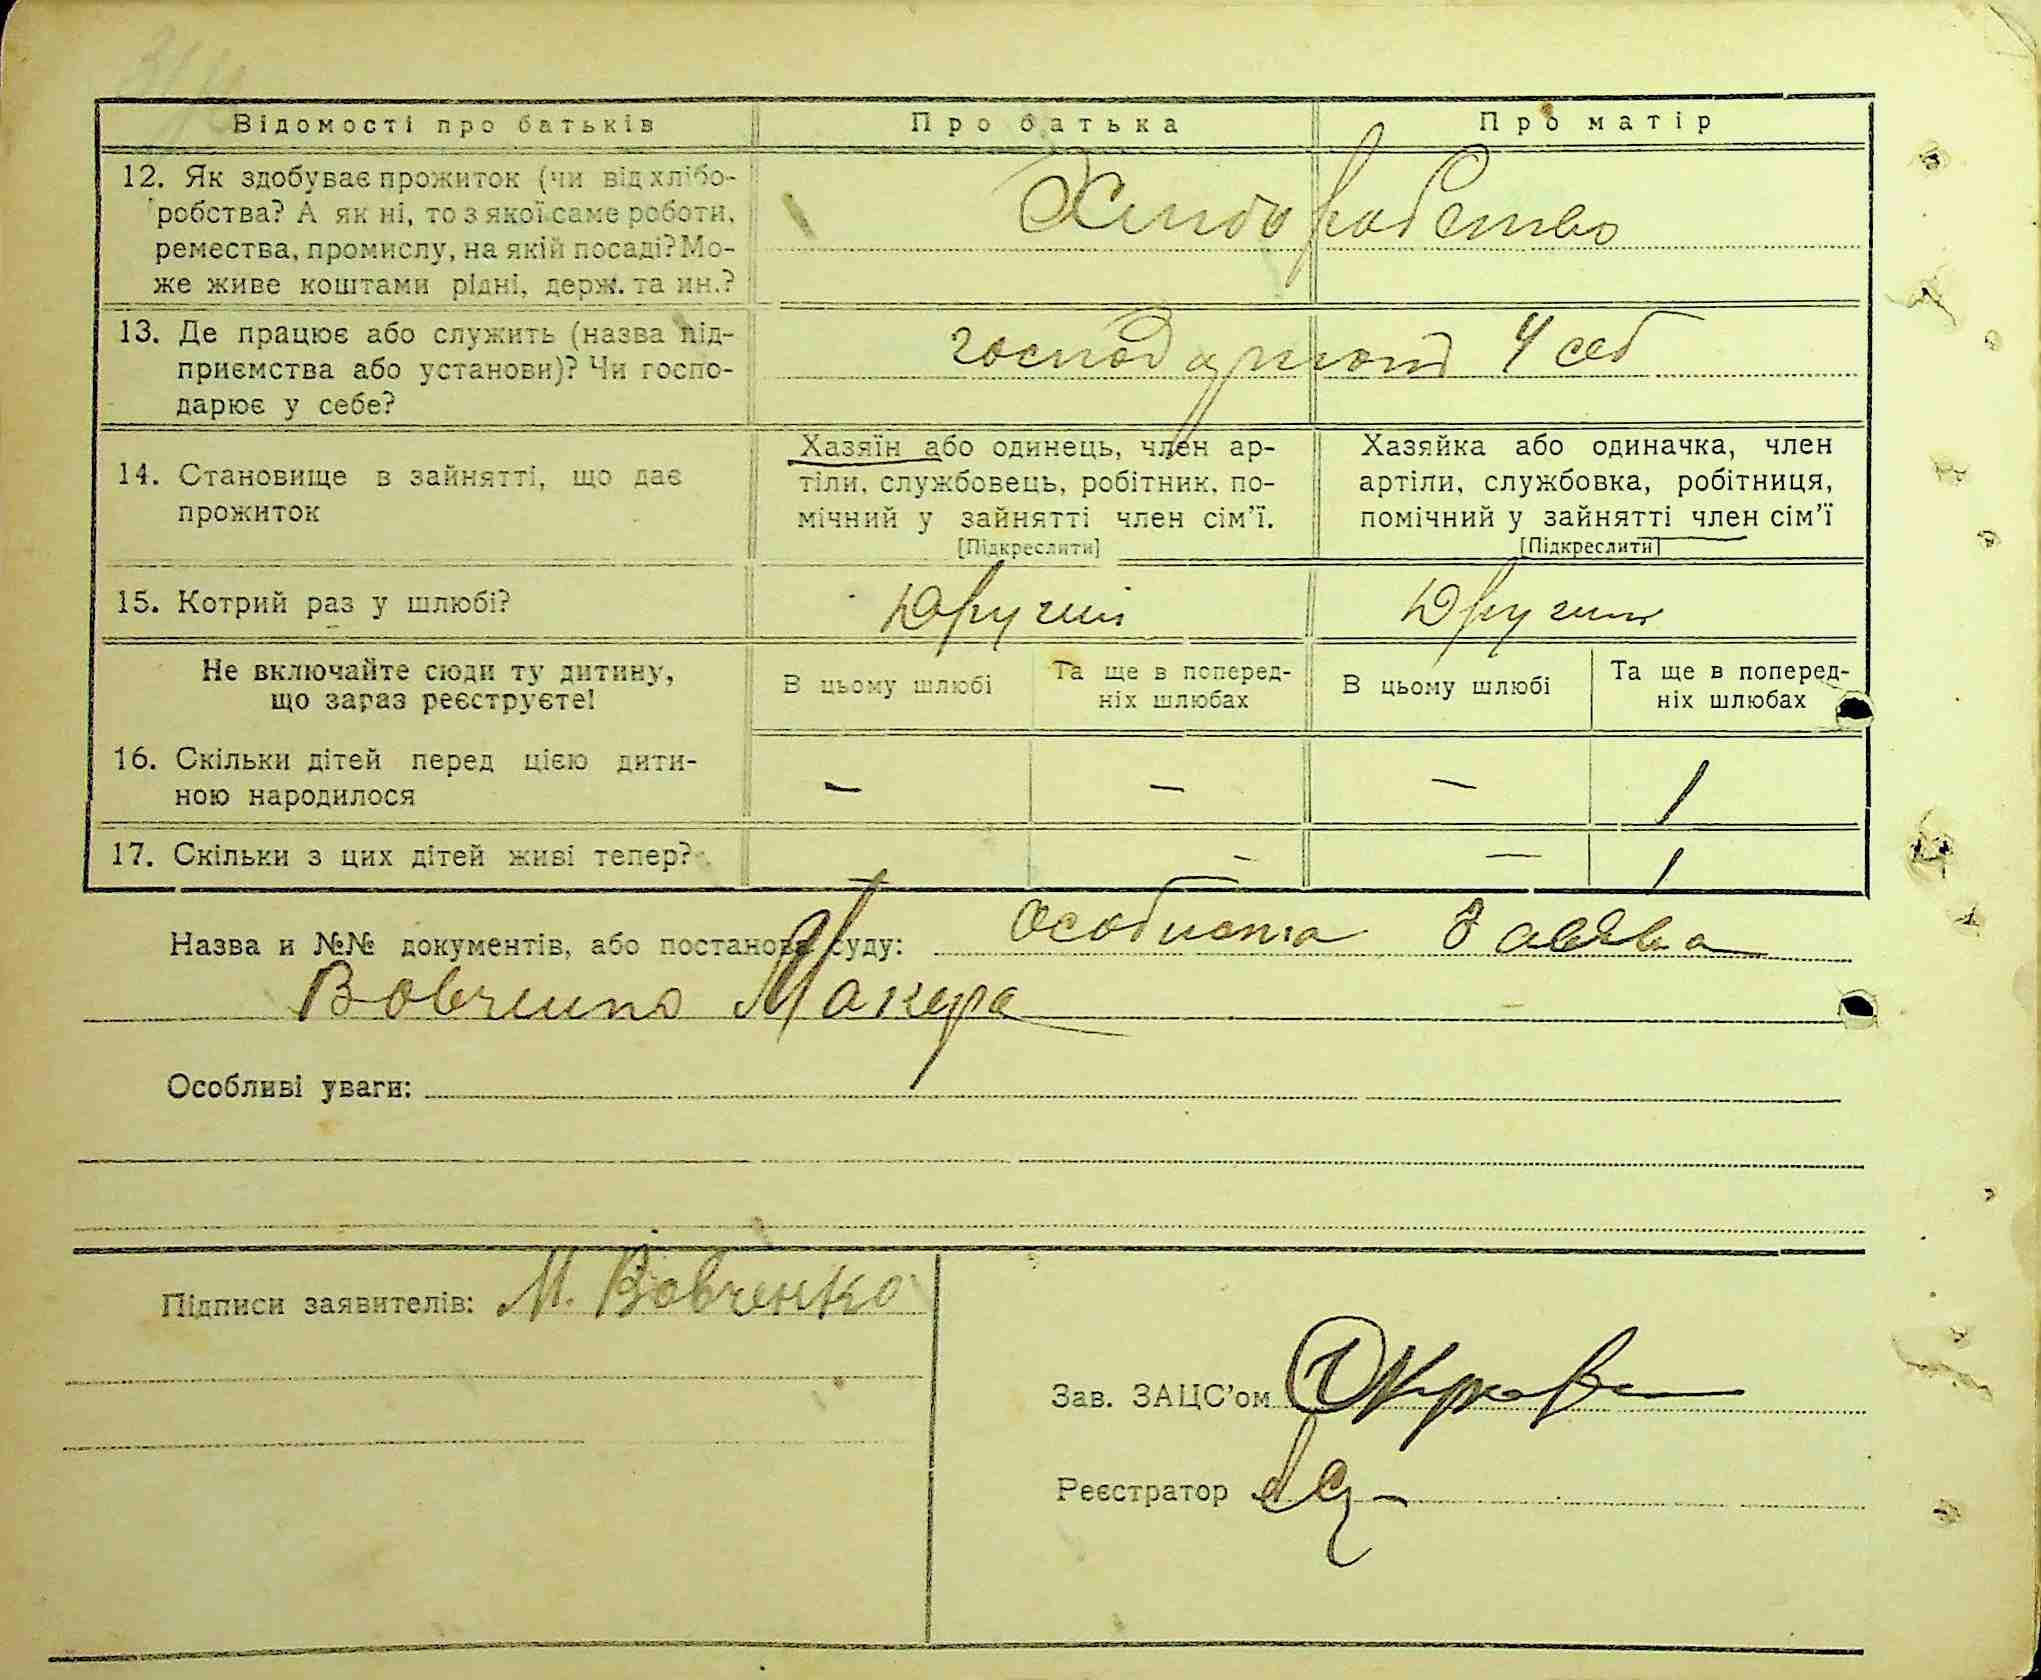 Відомості про батьків Про батька Про матір
12. Як здобуває прожиток (чи від хлібо-
робства? А як ні, то з якої саме роботи,
ремества, промислу, на якій посаді? Мо-
же живе коштами рідні, держ. та ин.?
Хліборобство
13. Де працює або служить (назва під-
приємства або установи)? Чи госпо-
дарює у себе?
господарюют у себ
14. Становище в зайнятті, що дає
прожиток
Хазяїн або одинець, член ар-
тіли, службовець, робітник, по-
мічний у зайнятті член сім'ї.
[Підкреслити]
Хазяйка або одиначка, член
артіли, службовка, робітниця,
помічний у зайнятті член сім'ї
[Підкреслити]
15. Котрий раз у шлюбі? Другий Другий
Не включайте сюди ту дитину,
що зараз реєструєте!
В цьому шлюбі
Та ще в поперед-
ніх шлюбах
В цьому шлюбі
Та ще в поперед-
ніх шлюбах
16. Скільки дітей перед цією дити-
ною народилося
– – – 1
17. Скільки з цих дітей живі тепер? – – 1
Назва и №№ документів, або постанова суду: особиста заява
Вовченко Макара
Особливі уваги:
Підписи заявителів: М. Вовченко
Зав. ЗАЦС'ом
Реєстратор